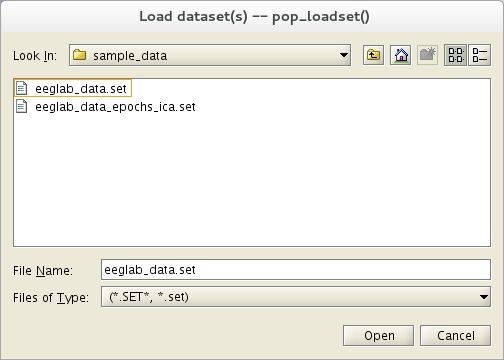 Load dataset(s) -- pop_loadset()
Look In: sample_data
eeglab_data.set
eeglab_data_epochs_ica.set
File Name: eeglab_data.set
Files of Type: (*.SET*, *.set)
Open Cancel